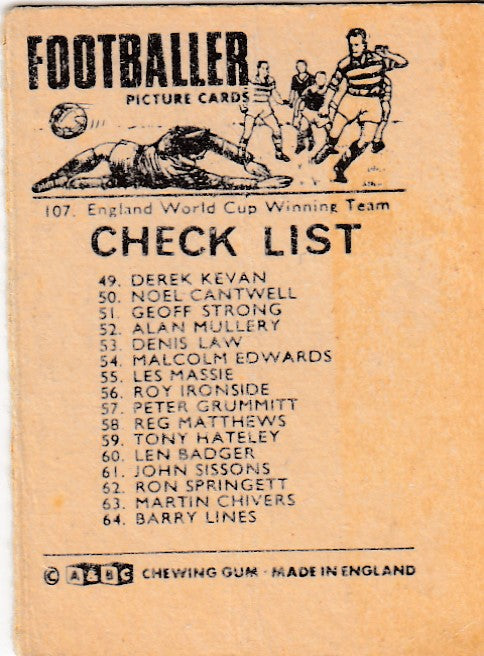 FOOTBALLER
PICTURE CARDS
107. England World Cup Winning Team
CHECK LIST
49. DEREK KEVAN
50. NOEL CANTWELL
51. GEOFF STRONG
52. ALAN MULLERY
53. DENIS LAW
54. MALCOLM EDWARDS
55. LES MASSIE
56. ROY IRONSIDE
57. PETER GRUMMITT
58. REG MATTHEWS
59. TONY HATELEY
60. LEN BADGER
61. JOHN SISSONS
62. RON SPRINGETT
63. MARTIN CHIVERS
64. BARRY LINES
© A&BC CHEWING GUM · MADE IN ENGLAND